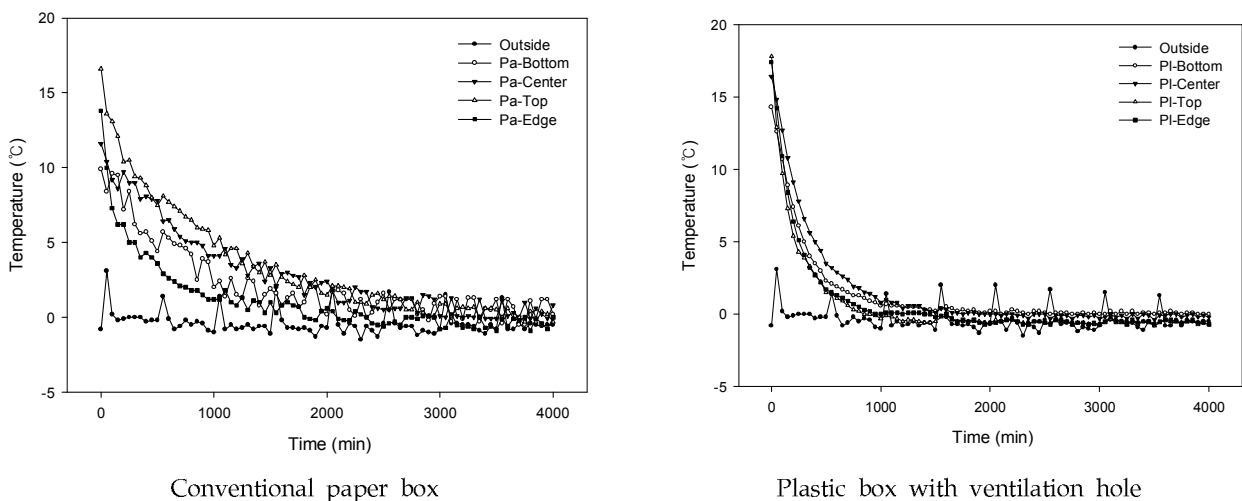 20
15
10
5
0
-5
Temperature (℃)
0 1000 2000 3000 4000
Time (min)
Outside
Pa-Bottom
Pa-Center
Pa-Top
Pa-Edge
Conventional paper box
20
15
10
5
0
-5
Temperature (℃)
0 1000 2000 3000 4000
Time (min)
Outside
Pl-Bottom
Pl-Center
Pl-Top
Pl-Edge
Plastic box with ventilation hole